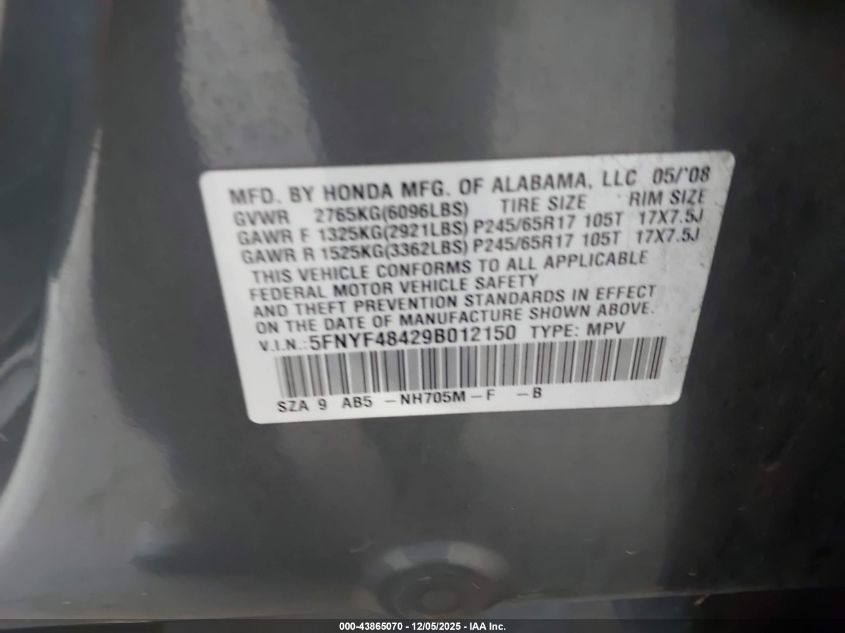 MFD. BY HONDA MFG. OF ALABAMA, LLC 05/'08
GVWR 2765KG(6096LBS) TIRE SIZE RIM SIZE
GAWR F 1325KG(2921LBS) P245/65R17 105T 17X7.5J
GAWR R 1525KG(3362LBS) P245/65R17 105T 17X7.5J
THIS VEHICLE CONFORMS TO ALL APPLICABLE
FEDERAL MOTOR VEHICLE SAFETY
AND THEFT PREVENTION STANDARDS IN EFFECT
ON THE DATE OF MANUFACTURE SHOWN ABOVE.
V.I.N.:5FNYF48429B012150 TYPE: MPV
SZA 9 AB5 -NH705M-F -B
000-43865070 - 12/05/2025 - IAA Inc.